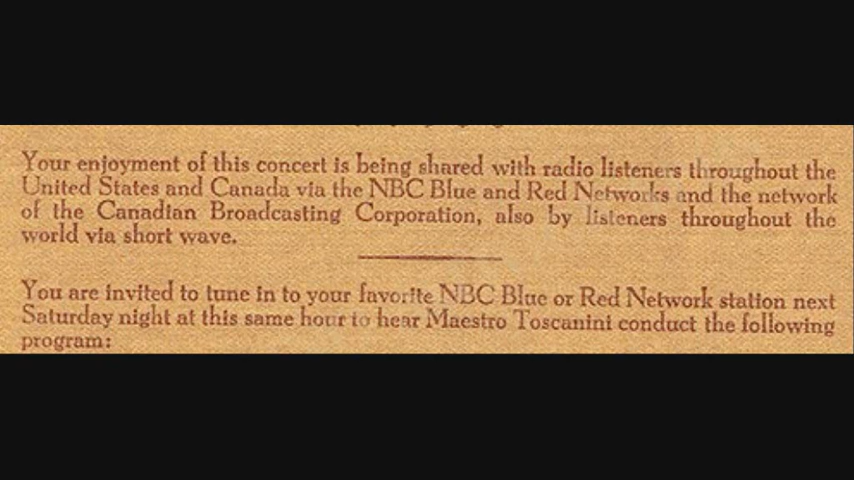 Your enjoyment of this concert is being shared with radio listeners throughout the
United States and Canada via the NBC Blue and Red Networks and the network
of the Canadian Broadcasting Corporation, also by listeners throughout the
world via short wave.
You are invited to tune in to your favorite NBC Blue or Red Network station next
Saturday night at this same hour to hear Maestro Toscanini conduct the following
program: